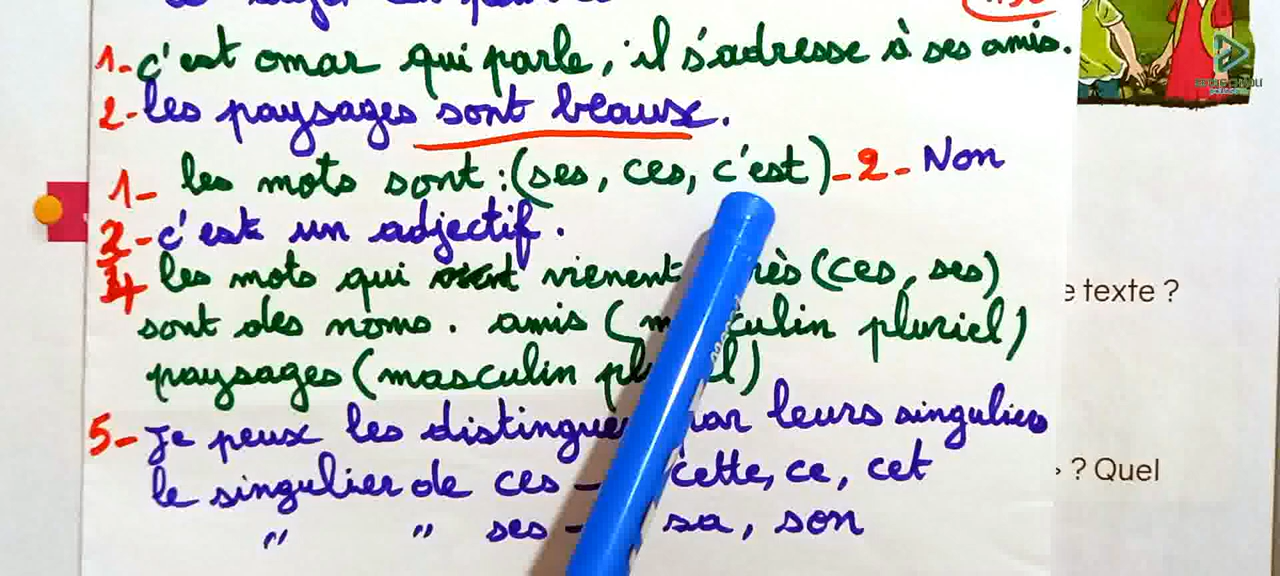 1- c'est omar qui parle, il s'adresse à ses amis.
2- les paysages sont beaux.
1- les mots sont : (ses, ces, c'est) - 2 - Non
3- c'est un adjectif.
4 les mots qui vienent (ces, ses)
sont des noms. amis ( pluriel)
paysages (masculin
5- Je peux les distinguer par leurs singuliers
le singulier de ces - cette, ce, cet
" " ses - sa, son
e texte ?
? Quel